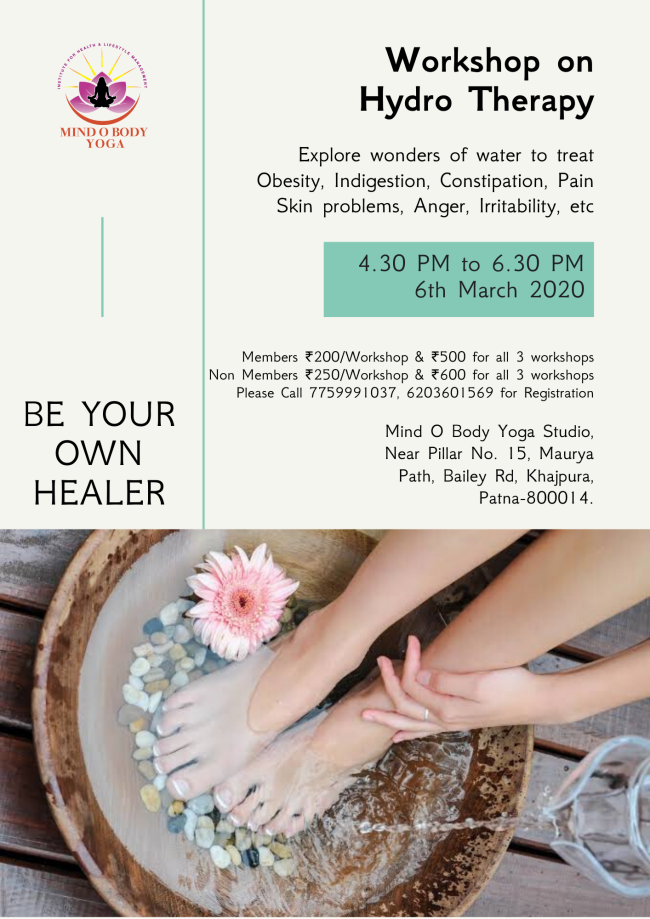 INSTITUTE FOR HEALTH & LIFESTYLE MANAGEMENT
MIND O BODY
YOGA
BE YOUR
OWN
HEALER
Workshop on
Hydro Therapy
Explore wonders of water to treat
Obesity, Indigestion, Constipation, Pain
Skin problems, Anger, Irritability, etc
4.30 PM to 6.30 PM
6th March 2020
Members ₹200/Workshop & ₹500 for all 3 workshops
Non Members ₹250/Workshop & ₹600 for all 3 workshops
Please Call 7759991037, 6203601569 for Registration
Mind O Body Yoga Studio,
Near Pillar No. 15, Maurya
Path, Bailey Rd, Khajpura,
Patna-800014.